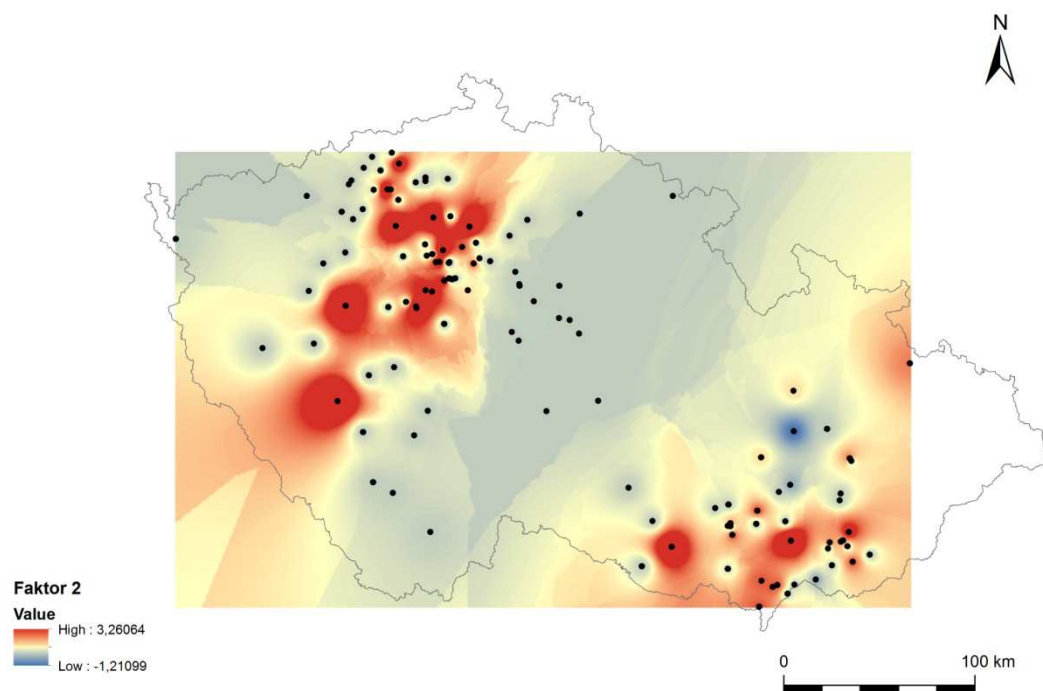 N
Faktor 2
Value
High : 3,26064
Low : -1,21099
0 100 km